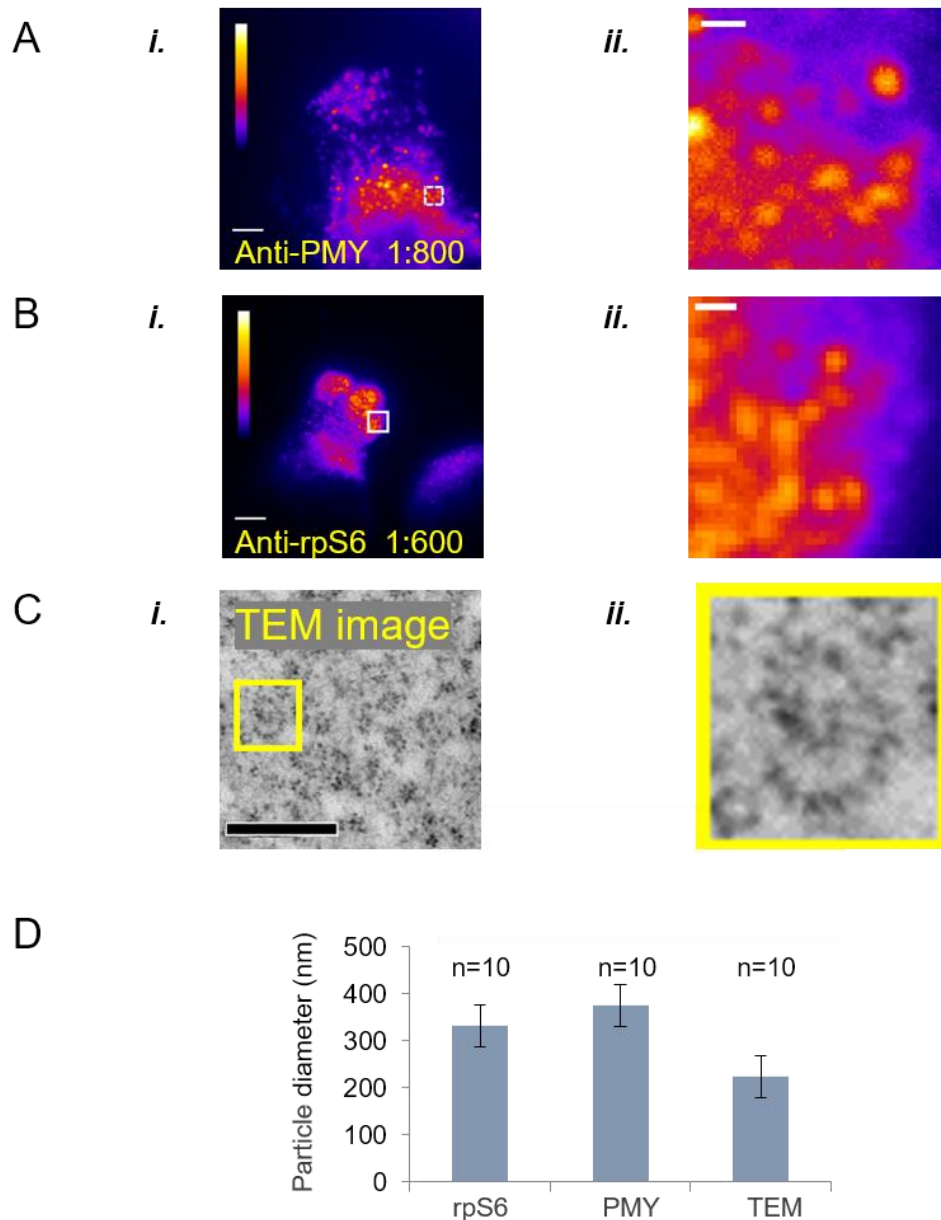 A
i.
ii.
Anti-PMY 1:800
B
i.
ii.
Anti-rpS6 1:600
C
i.
ii.
TEM image
D
Particle diameter (nm)
500
400
300
200
100
0
n=10 n=10 n=10
rpS6 PMY TEM